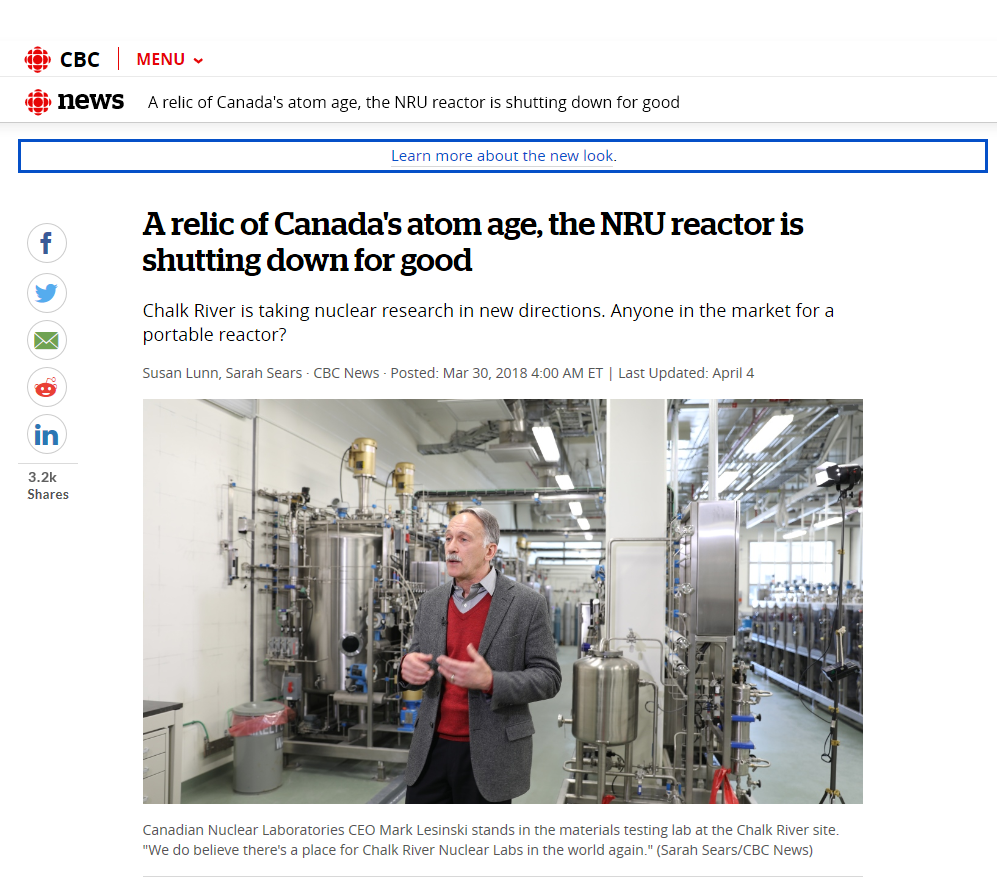 CBC MENU
news A relic of Canada's atom age, the NRU reactor is shutting down for good
Learn more about the new look.
A relic of Canada's atom age, the NRU reactor is
shutting down for good
Chalk River is taking nuclear research in new directions. Anyone in the market for a
portable reactor?
Susan Lunn, Sarah Sears · CBC News · Posted: Mar 30, 2018 4:00 AM ET | Last Updated: April 4
3.2k
Shares
Canadian Nuclear Laboratories CEO Mark Lesinski stands in the materials testing lab at the Chalk River site.
"We do believe there's a place for Chalk River Nuclear Labs in the world again." (Sarah Sears/CBC News)